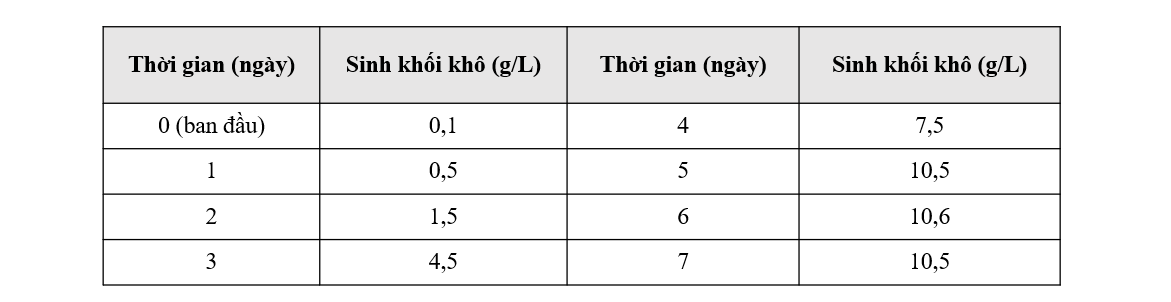 Thời gian (ngày) Sinh khối khô (g/L) Thời gian (ngày) Sinh khối khô (g/L)
0 (ban đầu) 0,1 4 7,5
1 0,5 5 10,5
2 1,5 6 10,6
3 4,5 7 10,5